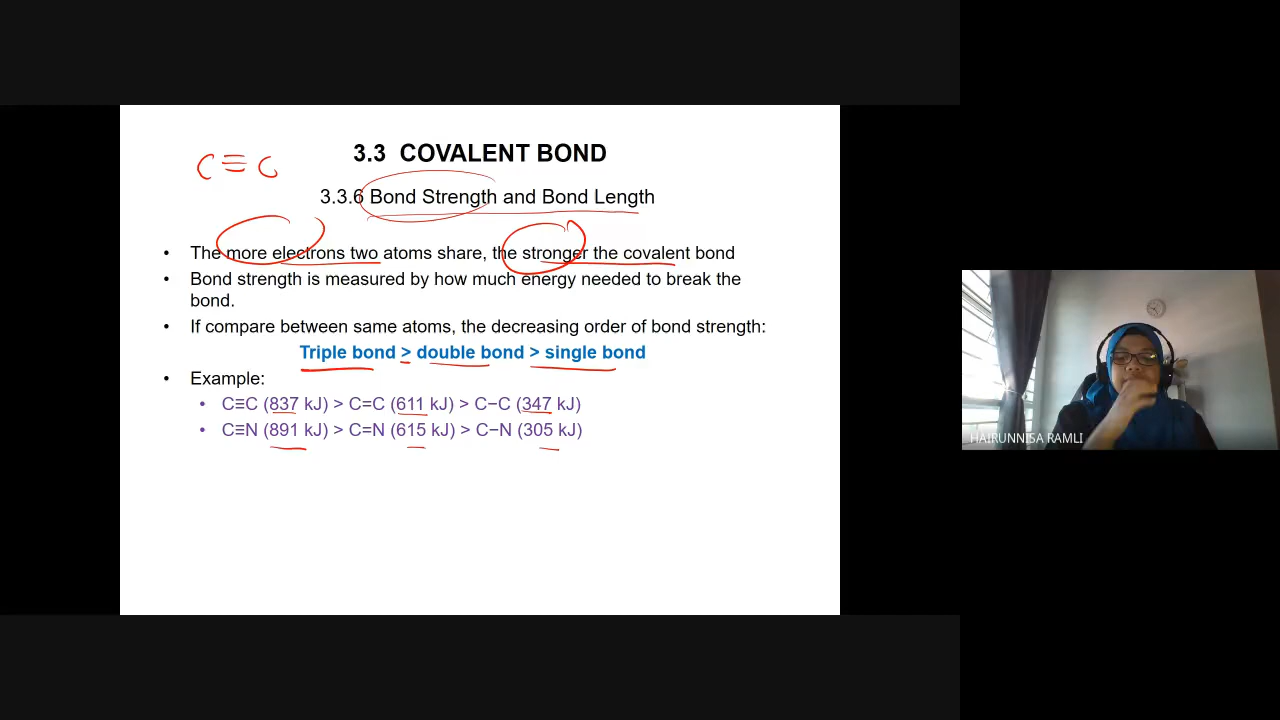 C≡C
3.3 COVALENT BOND
3.3.6 Bond Strength and Bond Length
• The more electrons two atoms share, the stronger the covalent bond
• Bond strength is measured by how much energy needed to break the
bond.
• If compare between same atoms, the decreasing order of bond strength:
Triple bond > double bond > single bond
• Example:
• C≡C (837 kJ) > C=C (611 kJ) > C−C (347 kJ)
• C≡N (891 kJ) > C=N (615 kJ) > C−N (305 kJ)
HAIRUNNISA RAMLI